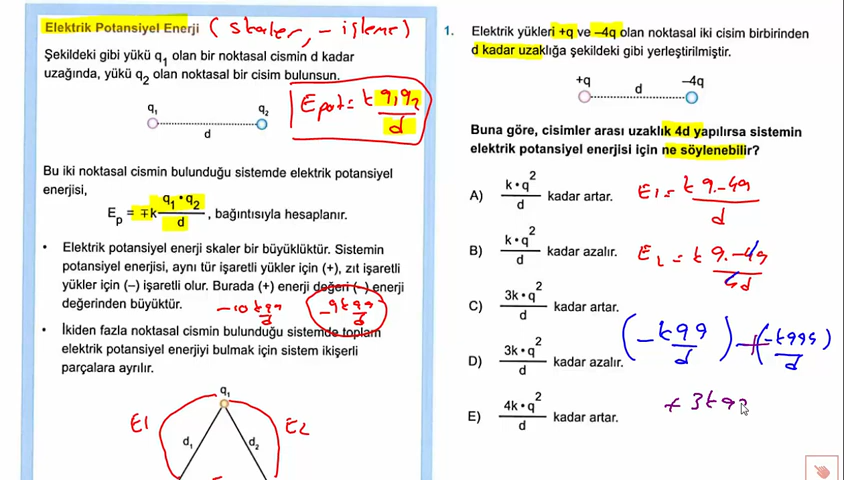 Elektrik Potansiyel Enerji (skaler, - işleme)
Şekildeki gibi yükü q₁ olan bir noktasal cismin d kadar
uzağında, yükü q₂ olan noktasal bir cisim bulunsun.
Epot = k q₁q₂/d
q₁ q₂
d
Bu iki noktasal cismin bulunduğu sistemde elektrik potansiyel
enerjisi,
Eₚ = ∓k q₁•q₂/d , bağıntısıyla hesaplanır.
• Elektrik potansiyel enerji skaler bir büyüklüktür. Sistemin
potansiyel enerjisi, aynı tür işaretli yükler için (+), zıt işaretli
yükler için (−) işaretli olur. Burada (+) enerji değeri (−) enerji
değerinden büyüktür.
-10kqq/d -9kqq/d
• İkiden fazla noktasal cismin bulunduğu sistemde toplam
elektrik potansiyel enerjiyi bulmak için sistem ikişerli
parçalara ayrılır.
q₁
E1 E2
d₁ d₂
1. Elektrik yükleri +q ve −4q olan noktasal iki cisim birbirinden
d kadar uzaklığa şekildeki gibi yerleştirilmiştir.
+q −4q
d
Buna göre, cisimler arası uzaklık 4d yapılırsa sistemin
elektrik potansiyel enerjisi için ne söylenebilir?
A) k•q²/d kadar artar.
E1 = k q.-4q/d
B) k•q²/d kadar azalır.
E2 = k q.-4q/4d
C) 3k•q²/d kadar artar.
(-kqq/d)
D) 3k•q²/d kadar azalır.
E) 4k•q²/d kadar artar.
+3kq